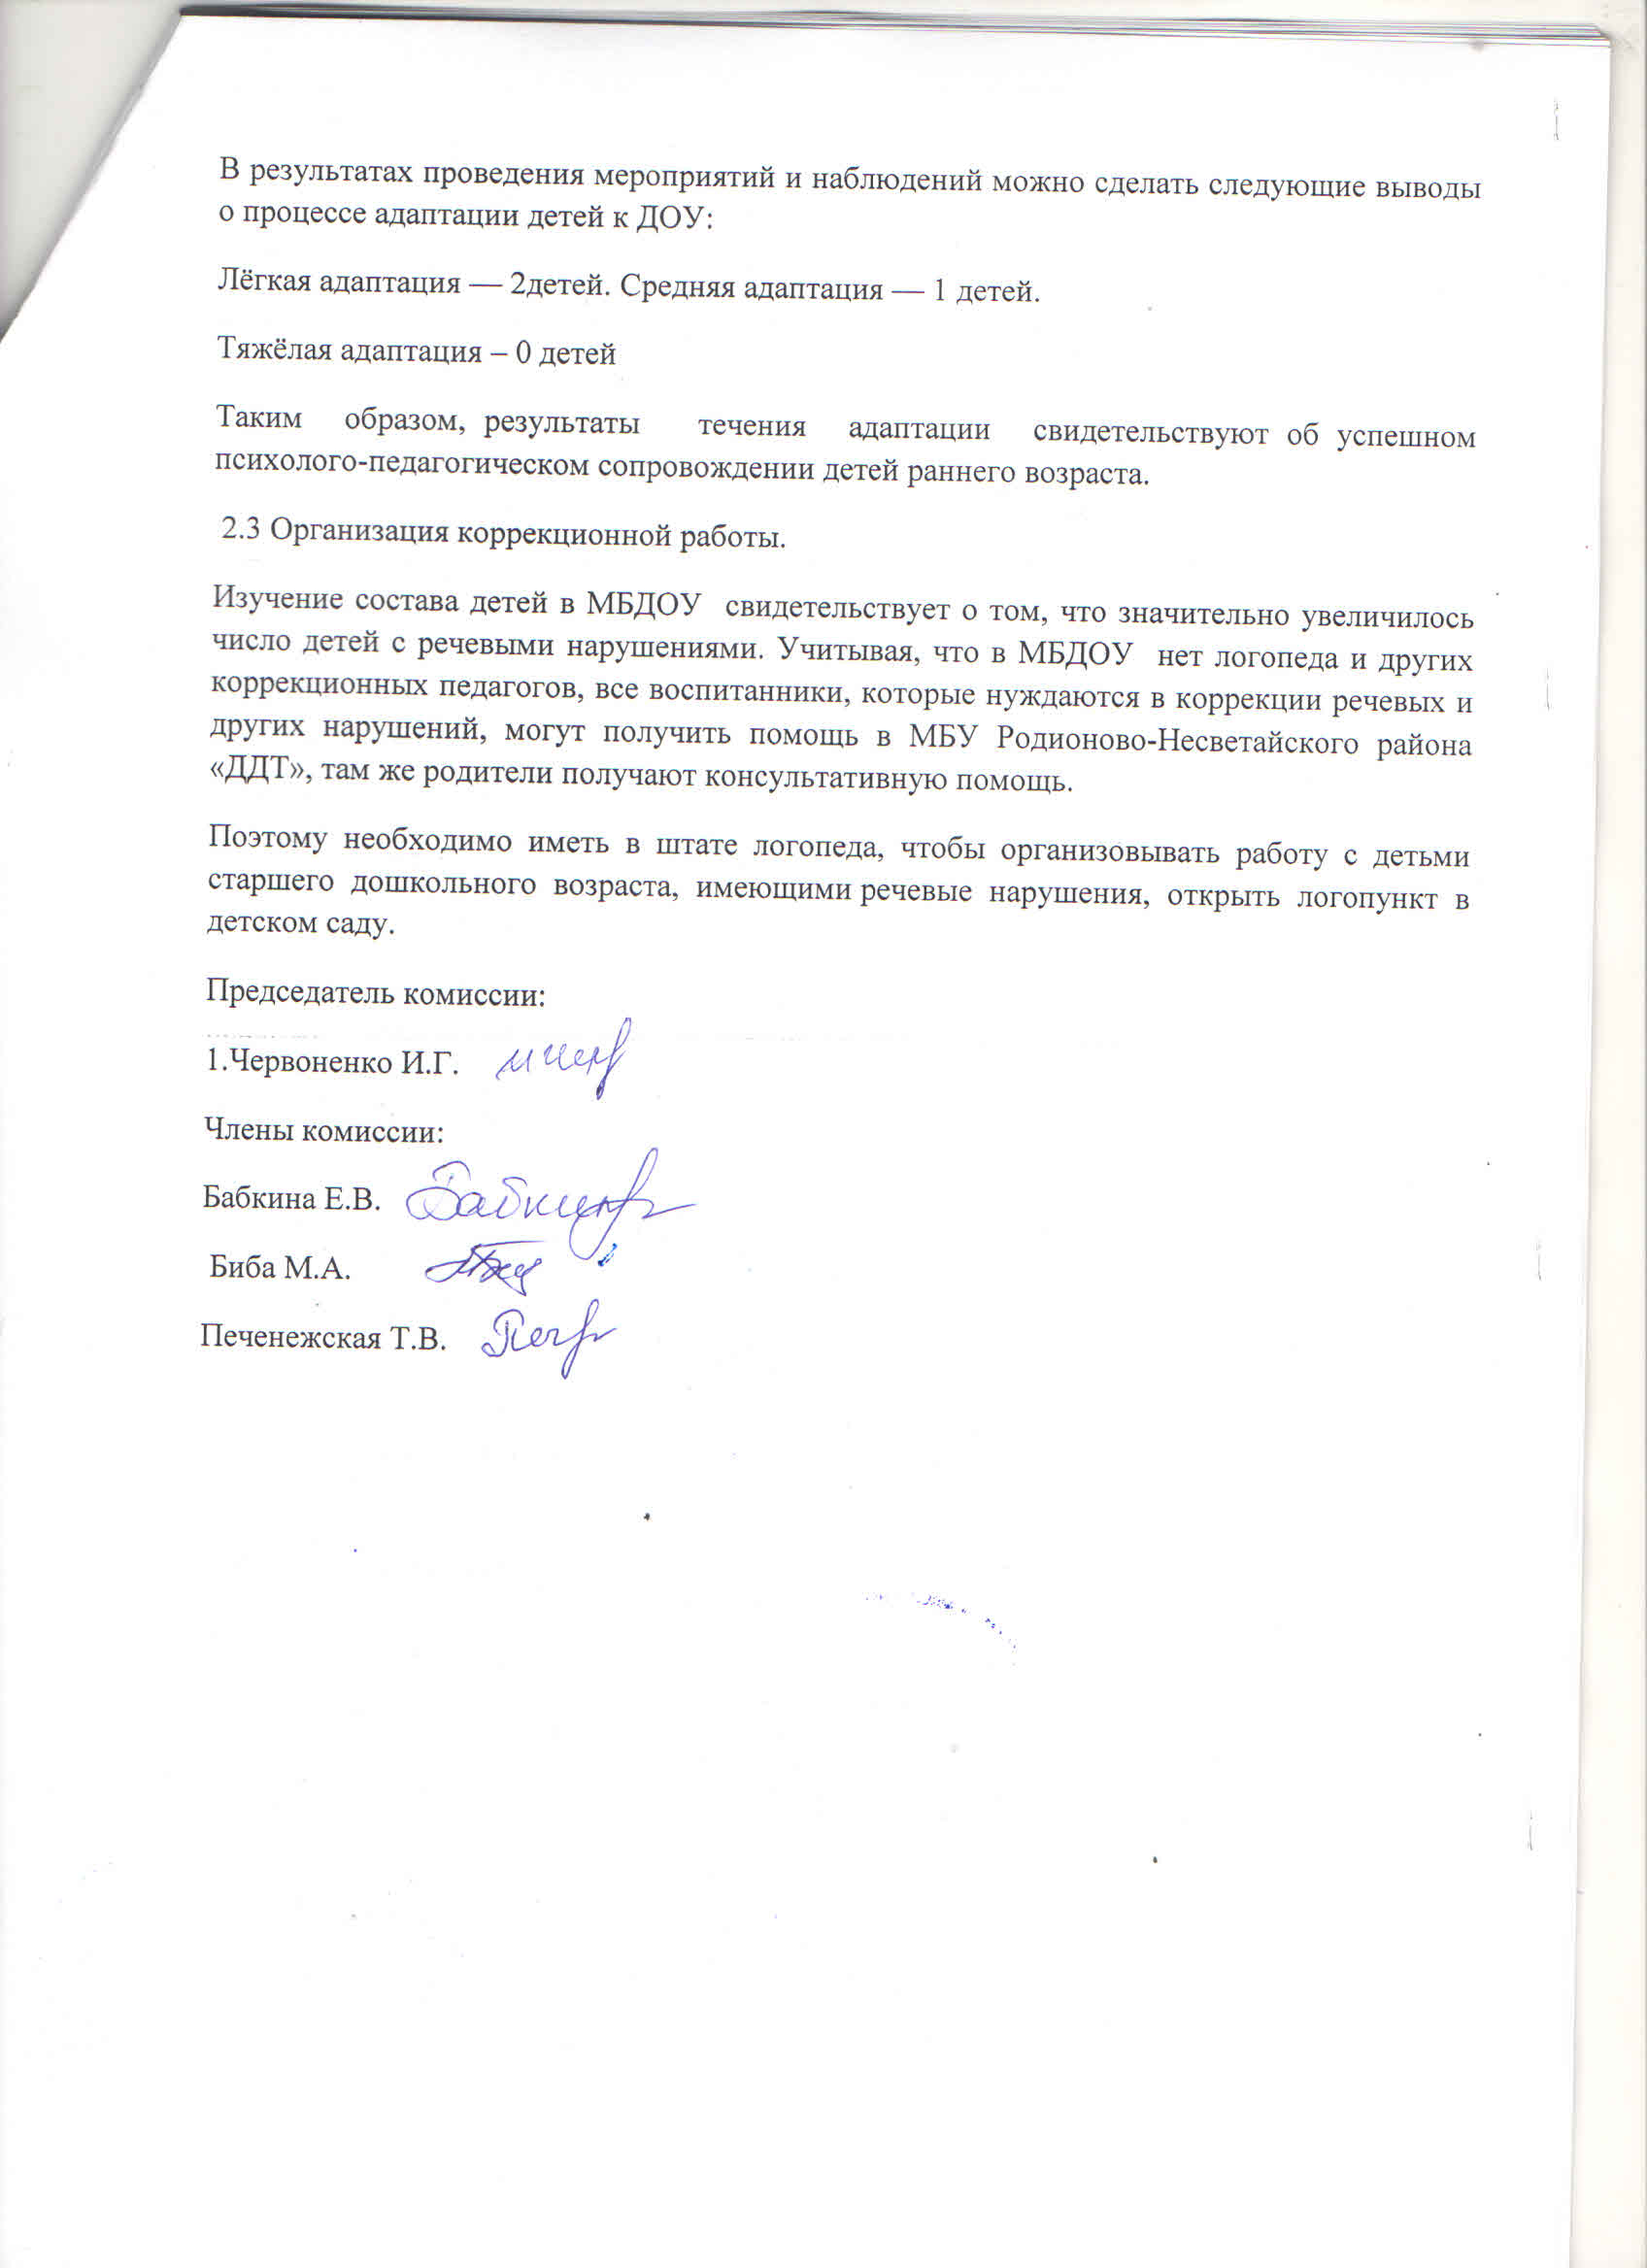 В результатах проведения мероприятий и наблюдений можно сделать следующие выводы
о процессе адаптации детей к ДОУ:
Лёгкая адаптация — 2детей. Средняя адаптация — 1 детей.
Тяжёлая адаптация – 0 детей
Таким образом, результаты течения адаптации свидетельствуют об успешном
психолого-педагогическом сопровождении детей раннего возраста.
2.3 Организация коррекционной работы.
Изучение состава детей в МБДОУ свидетельствует о том, что значительно увеличилось
число детей с речевыми нарушениями. Учитывая, что в МБДОУ нет логопеда и других
коррекционных педагогов, все воспитанники, которые нуждаются в коррекции речевых и
других нарушений, могут получить помощь в МБУ Родионово-Несветайского района
«ДДТ», там же родители получают консультативную помощь.
Поэтому необходимо иметь в штате логопеда, чтобы организовывать работу с детьми
старшего дошкольного возраста, имеющими речевые нарушения, открыть логопункт в
детском саду.
Председатель комиссии:
1.Червоненко И.Г.
Члены комиссии:
Бабкина Е.В.
Биба М.А.
Печенежская Т.В.